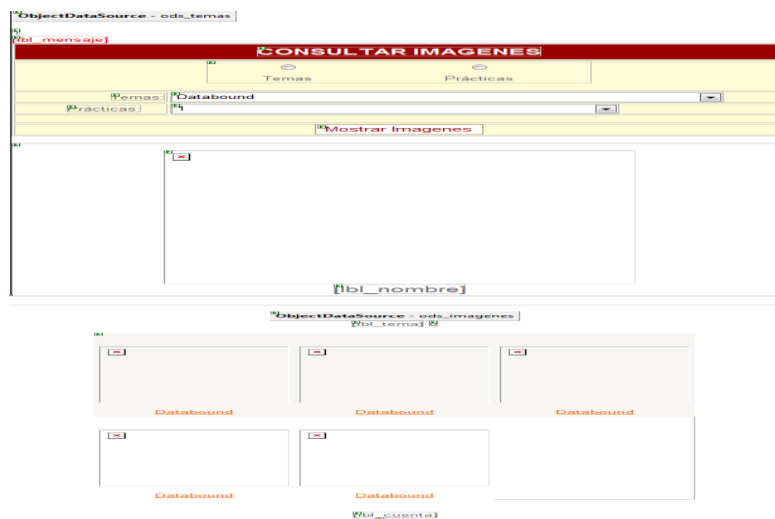 ObjectDataSource - ods_temas
[lbl_mensaje]
CONSULTAR IMAGENES
Temas Prácticas
Temas: Databound
Prácticas:
Mostrar Imagenes
[lbl_nombre]
ObjectDataSource - ods_imagenes
[lbl_tema]
Databound Databound Databound
Databound Databound
[lbl_cuenta]